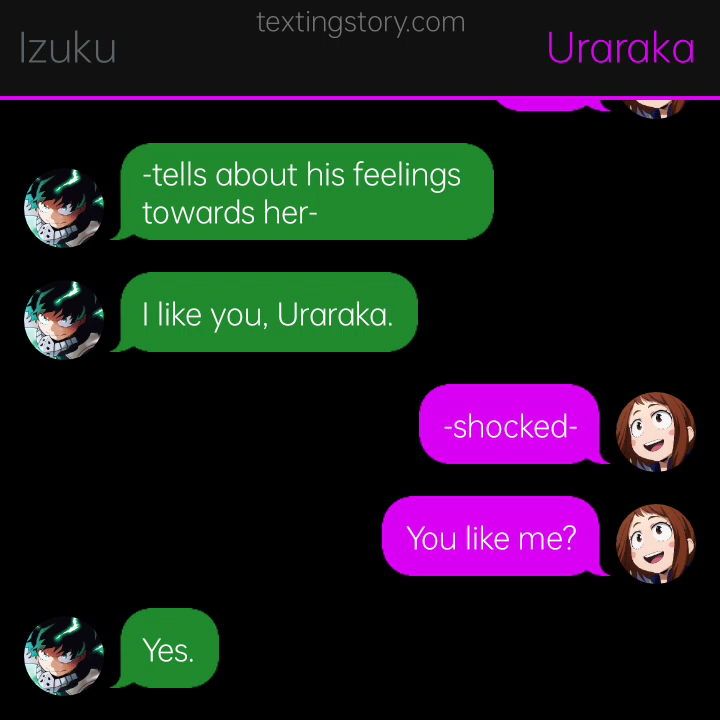 textingstory.com
Izuku
Uraraka
-tells about his feelings
towards her-
I like you, Uraraka.
-shocked-
You like me?
Yes.